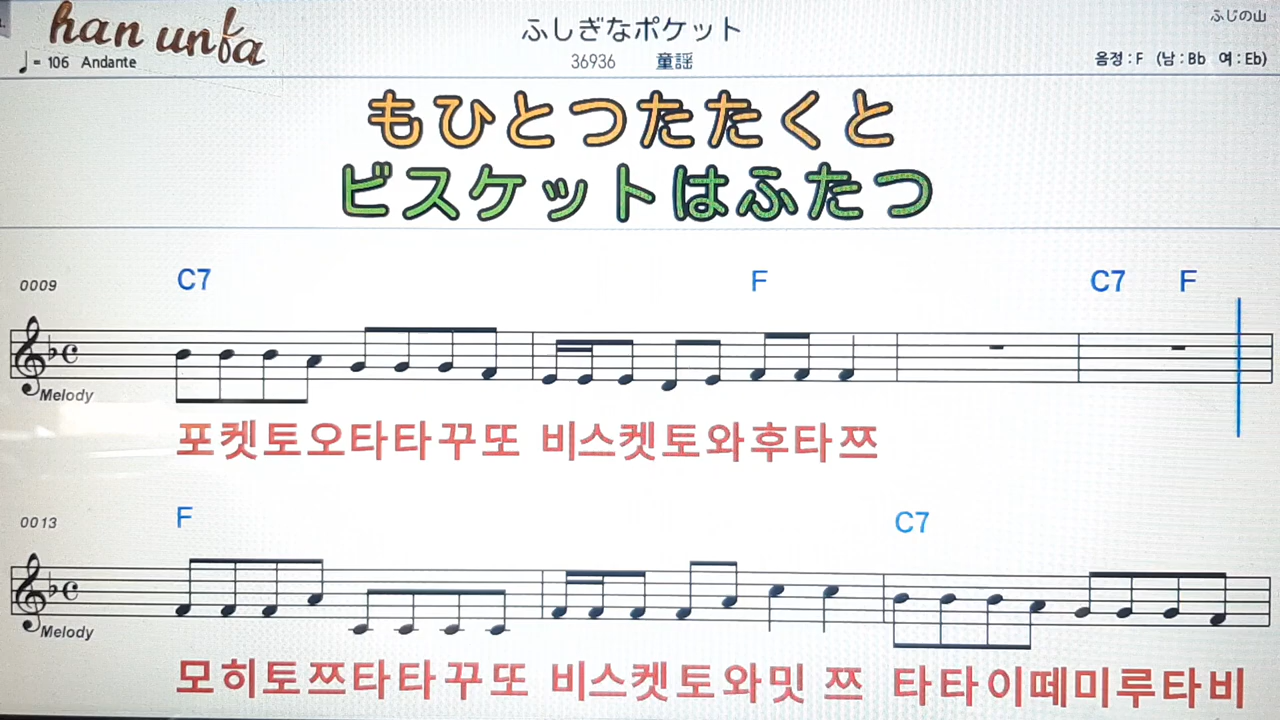 han unfa
ふしぎなポケット
ふじの山
♩= 106 Andante
36936 童謡
음정 : F (남 : Bb 여 : Eb)
もひとつたたくと
ビスケットはふたつ
C7 F C7 F
0009
Melody
포켓토오타타꾸또 비스켓토와후타쯔
F C7
0013
Melody
모히토쯔타타꾸또 비스켓토와밋 쯔 타타이떼미루타비